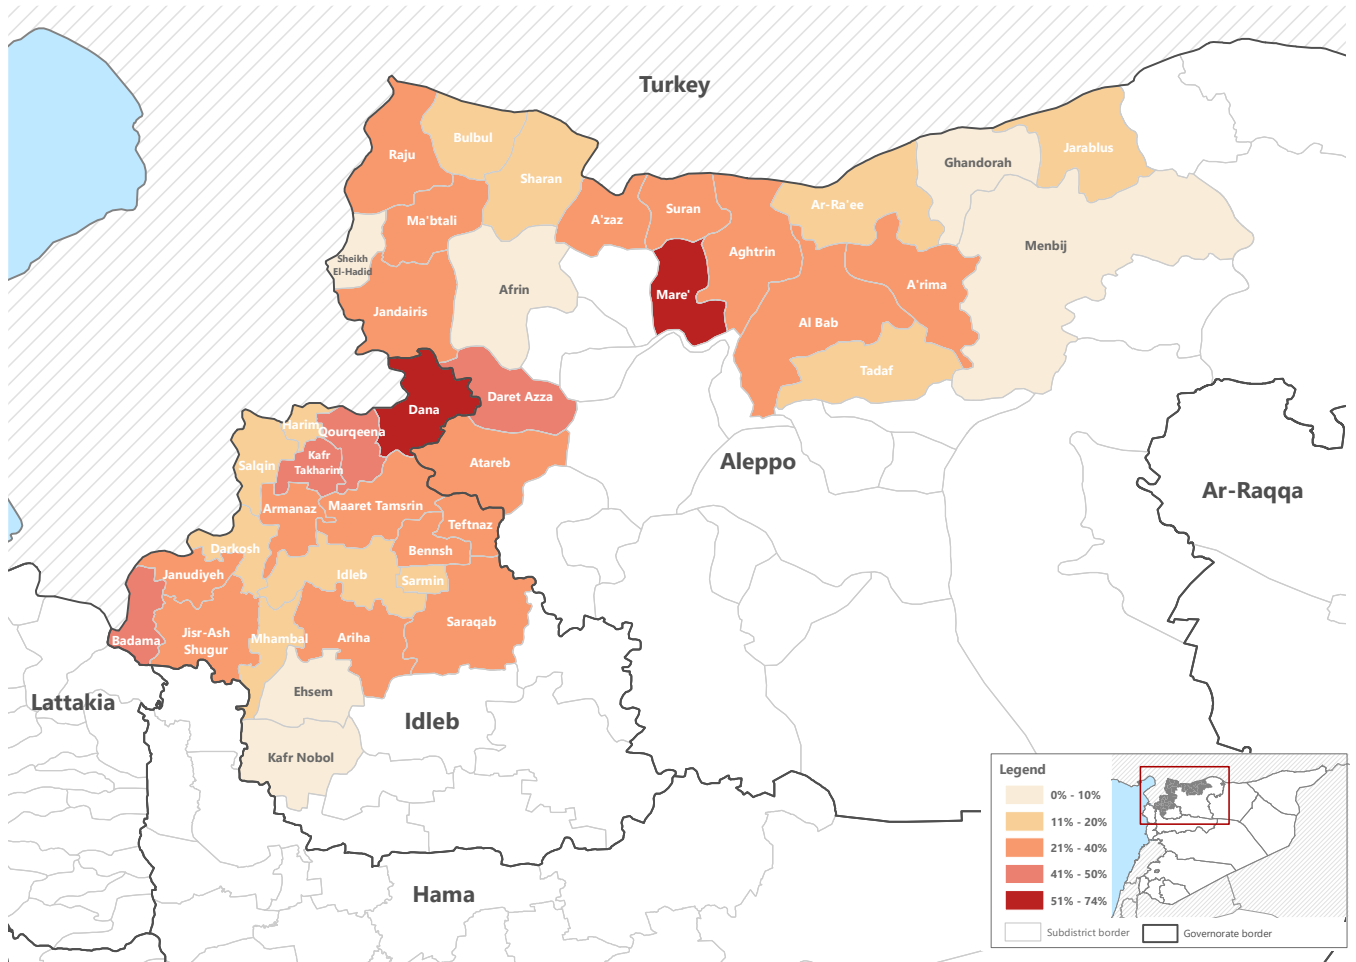 Turkey
Bulbul
Raju
Sharan
Ghandorah
Jarablus
Ma'btali
A'zaz
Suran
Ar-Ra'ee
Menbij
Sheikh
El-Hadid
Afrin
Aghtrin
Mare'
A'rima
Jandairis
Al Bab
Tadaf
Dana
Daret Azza
Harim
Qourqeena
Kafr
Takharim
Salqin
Atareb
Aleppo
Ar-Raqqa
Armanaz
Maaret Tamsrin
Teftnaz
Darkosh
Bennsh
Janudiyeh
Idleb
Sarmin
Badama
Jisr-Ash
Shugur
Mhambal
Ariha
Saraqab
Ehsem
Lattakia
Idleb
Kafr Nobol
Hama
Legend
0% - 10%
11% - 20%
21% - 40%
41% - 50%
51% - 74%
Subdistrict border
Governorate border